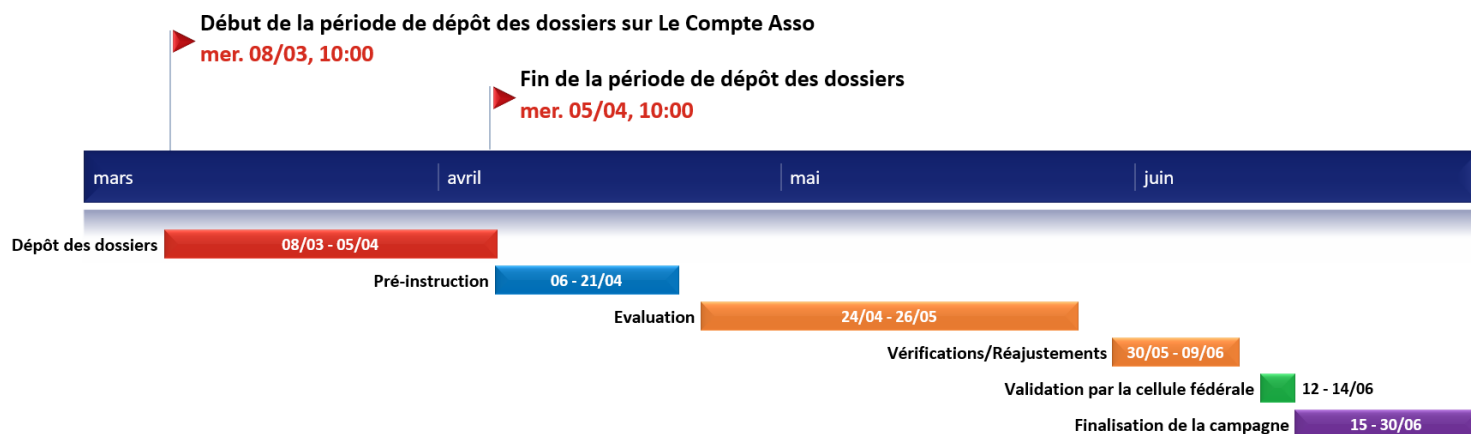 Début de la période de dépôt des dossiers sur Le Compte Asso
mer. 08/03, 10:00
Fin de la période de dépôt des dossiers
mer. 05/04, 10:00
mars avril mai juin
Dépôt des dossiers 08/03 - 05/04
Pré-instruction 06 - 21/04
Evaluation 24/04 - 26/05
Vérifications/Réajustements 30/05 - 09/06
Validation par la cellule fédérale 12 - 14/06
Finalisation de la campagne 15 - 30/06